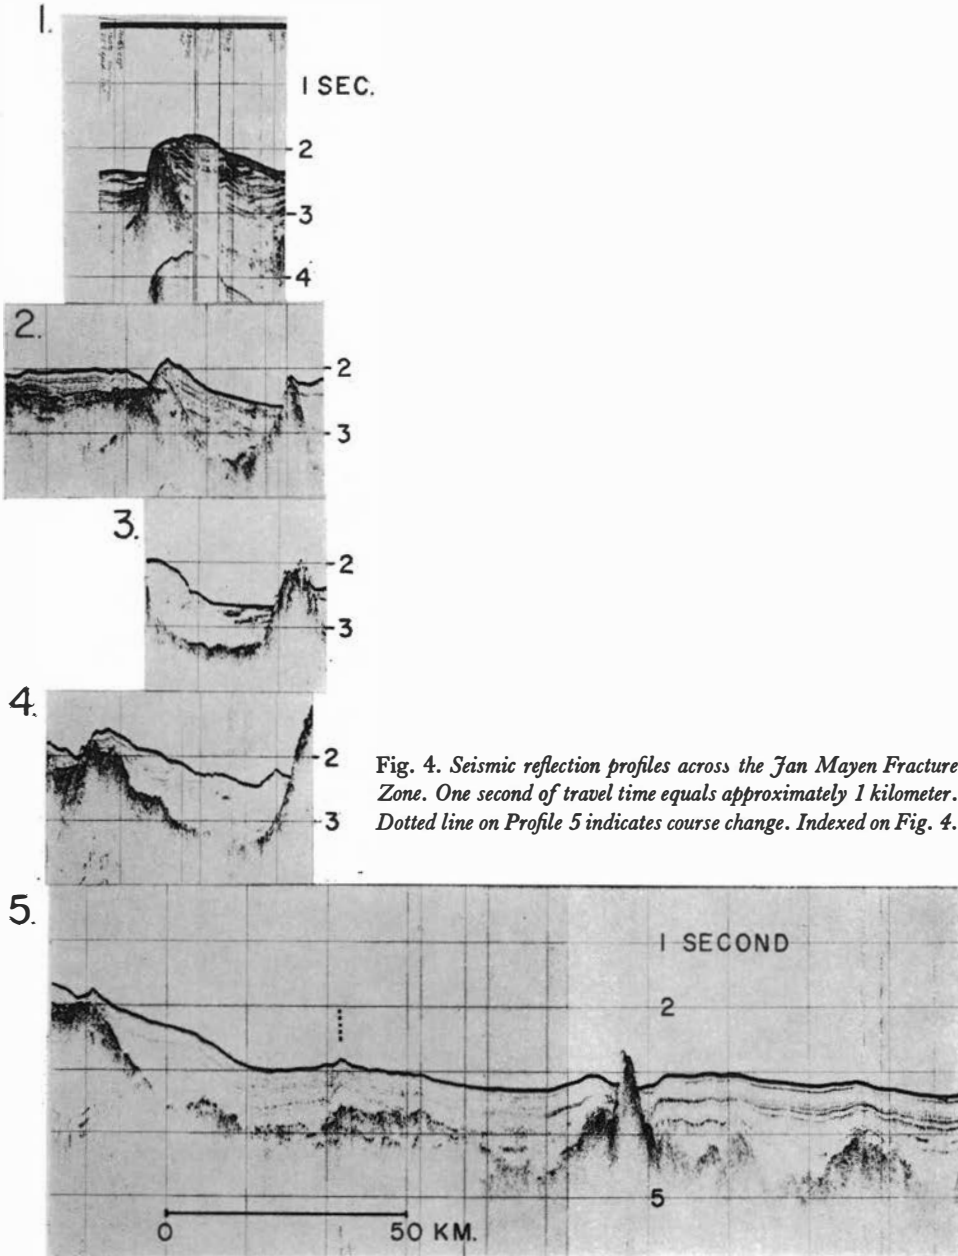 1.
1 SEC.
2
3
4
2.
2
3
3.
2
3
4.
2
3
Fig. 4. Seismic reflection profiles across the Jan Mayen Fracture
Zone. One second of travel time equals approximately 1 kilometer.
Dotted line on Profile 5 indicates course change. Indexed on Fig. 4.
5.
1 SECOND
2
5
0 50 KM.